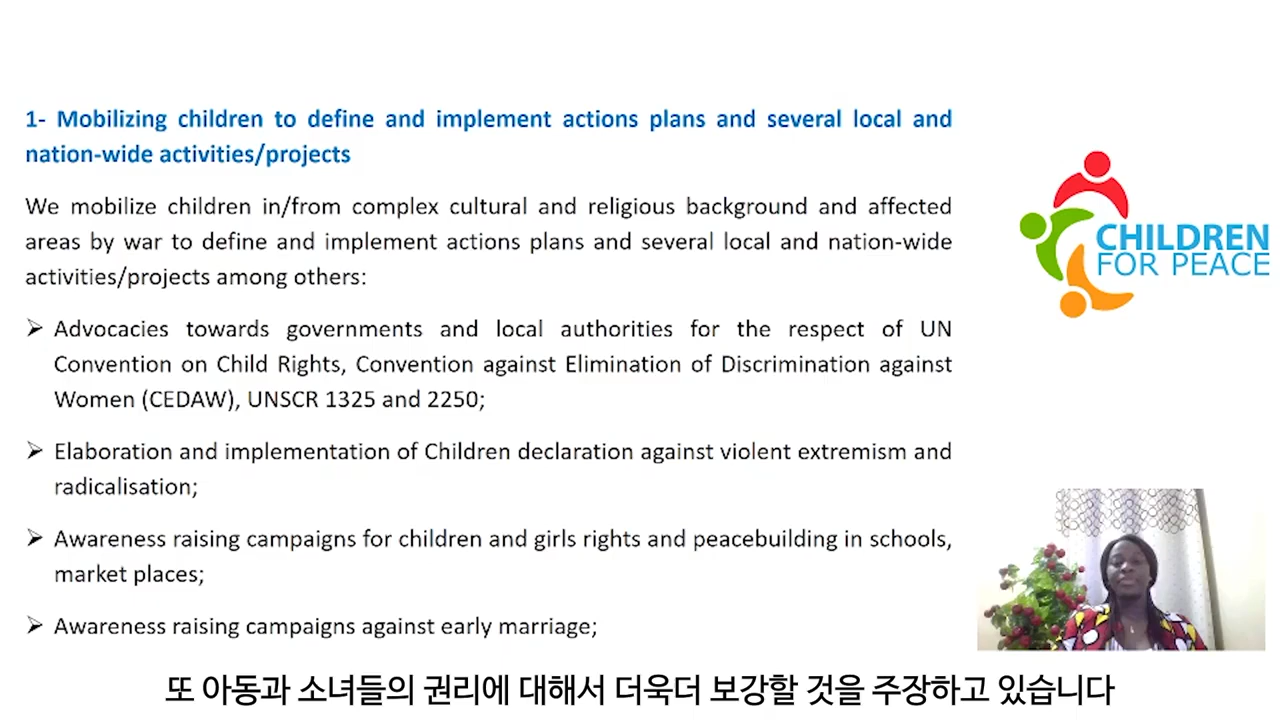 1- Mobilizing children to define and implement actions plans and several local and
nation-wide activities/projects
We mobilize children in/from complex cultural and religious background and affected
areas by war to define and implement actions plans and several local and nation-wide
activities/projects among others:
➢ Advocacies towards governments and local authorities for the respect of UN
Convention on Child Rights, Convention against Elimination of Discrimination against
Women (CEDAW), UNSCR 1325 and 2250;
➢ Elaboration and implementation of Children declaration against violent extremism and
radicalisation;
➢ Awareness raising campaigns for children and girls rights and peacebuilding in schools,
market places;
➢ Awareness raising campaigns against early marriage;
CHILDREN
FOR PEACE
또 아동과 소녀들의 권리에 대해서 더욱더 보강할 것을 주장하고 있습니다